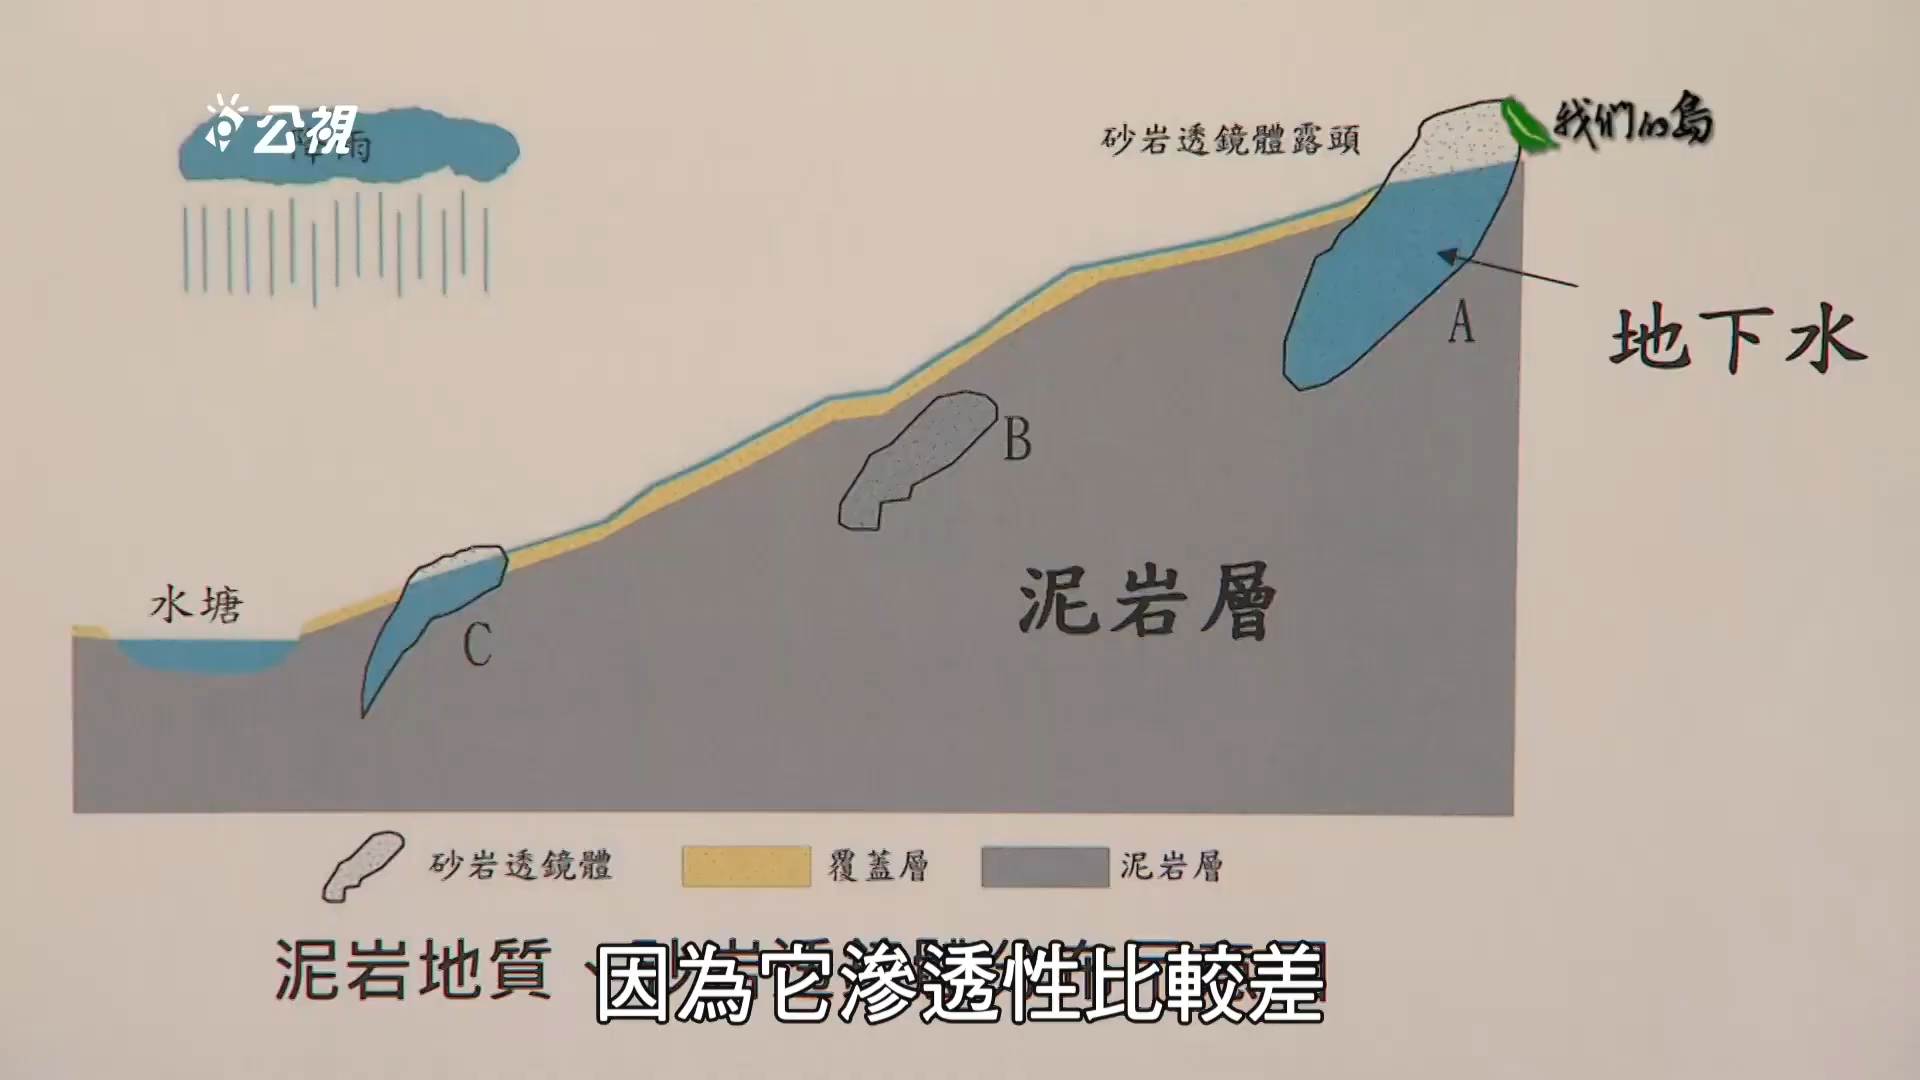 公視
降雨
我們的島
砂岩透鏡體露頭
地下水
A
B
泥岩層
水塘
C
砂岩透鏡體
覆蓋層
泥岩層
泥岩地質、
因為它滲透性比較差